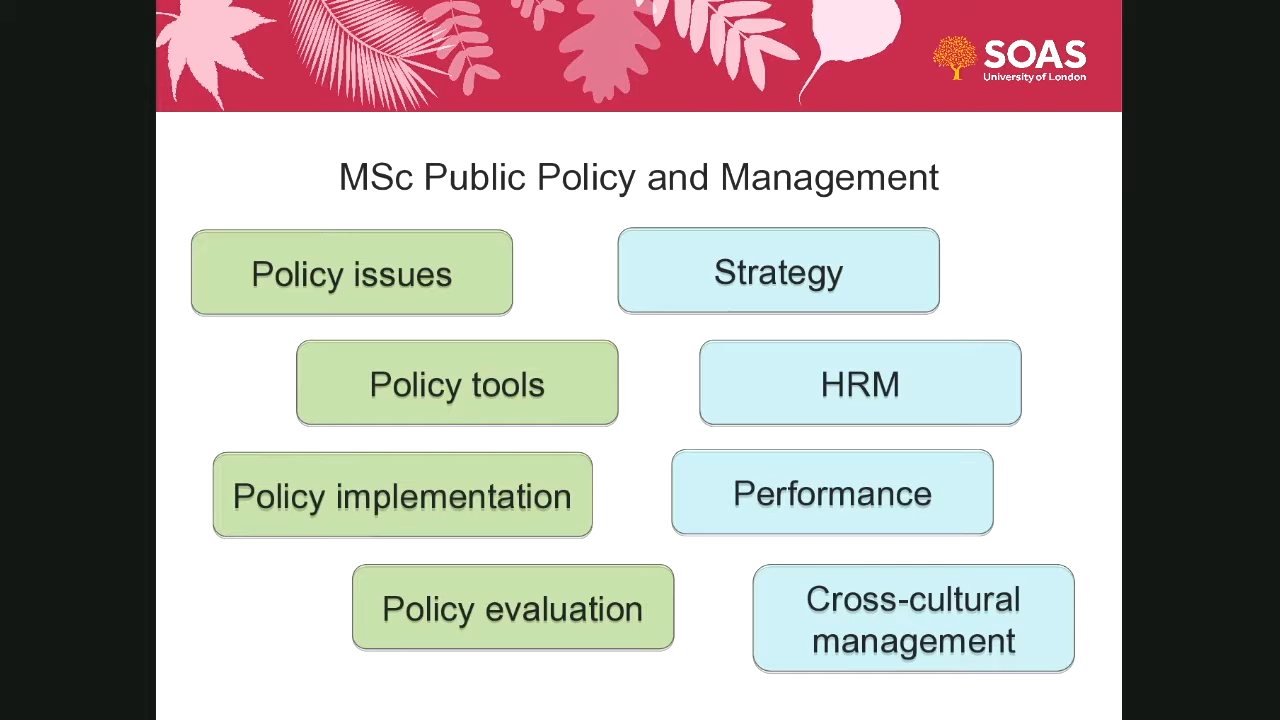 SOAS
University of London
MSc Public Policy and Management
Policy issues
Strategy
Policy tools
HRM
Policy implementation
Performance
Policy evaluation
Cross-cultural
management